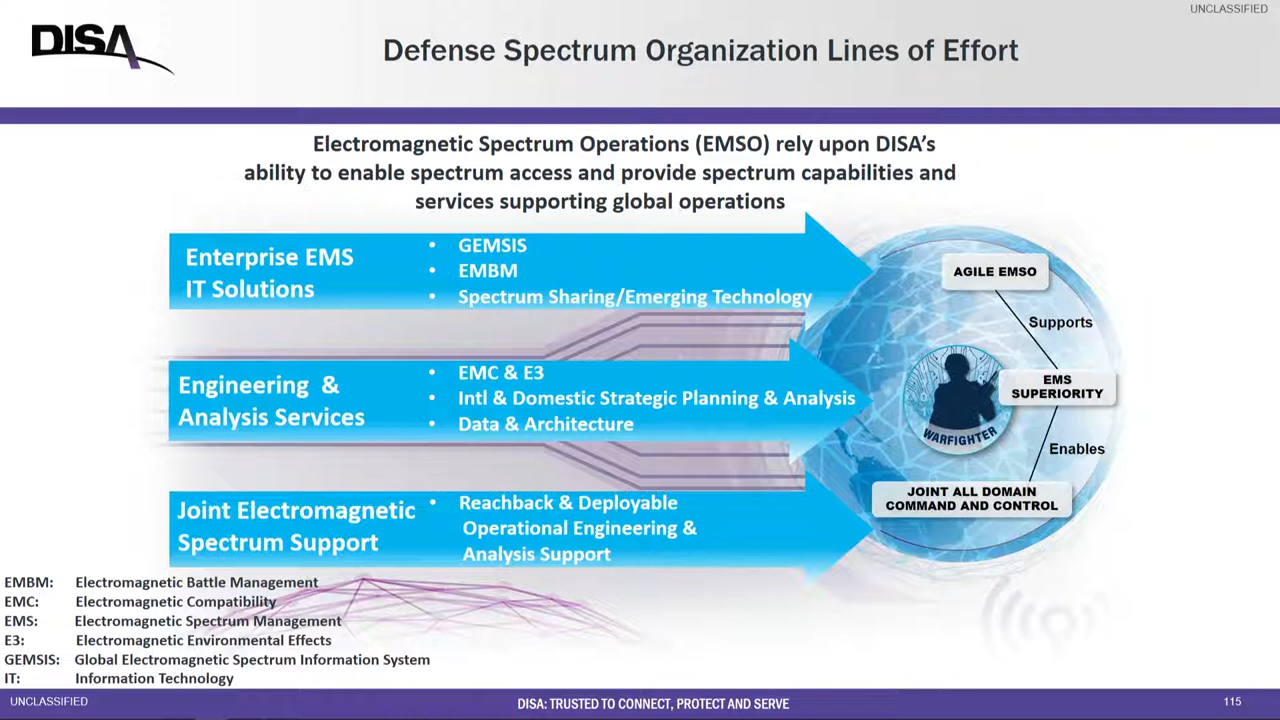 UNCLASSIFIED
DISA
Defense Spectrum Organization Lines of Effort
Electromagnetic Spectrum Operations (EMSO) rely upon DISA’s
ability to enable spectrum access and provide spectrum capabilities and
services supporting global operations
Enterprise EMS
IT Solutions
• GEMSIS
• EMBM
• Spectrum Sharing/Emerging Technology
Engineering &
Analysis Services
• EMC & E3
• Intl & Domestic Strategic Planning & Analysis
• Data & Architecture
Joint Electromagnetic
Spectrum Support
• Reachback & Deployable
Operational Engineering &
Analysis Support
AGILE EMSO
Supports
EMS
SUPERIORITY
WARFIGHTER
Enables
JOINT ALL DOMAIN
COMMAND AND CONTROL
EMBM: Electromagnetic Battle Management
EMC: Electromagnetic Compatibility
EMS: Electromagnetic Spectrum Management
E3: Electromagnetic Environmental Effects
GEMSIS: Global Electromagnetic Spectrum Information System
IT: Information Technology
UNCLASSIFIED
DISA: TRUSTED TO CONNECT, PROTECT AND SERVE
115